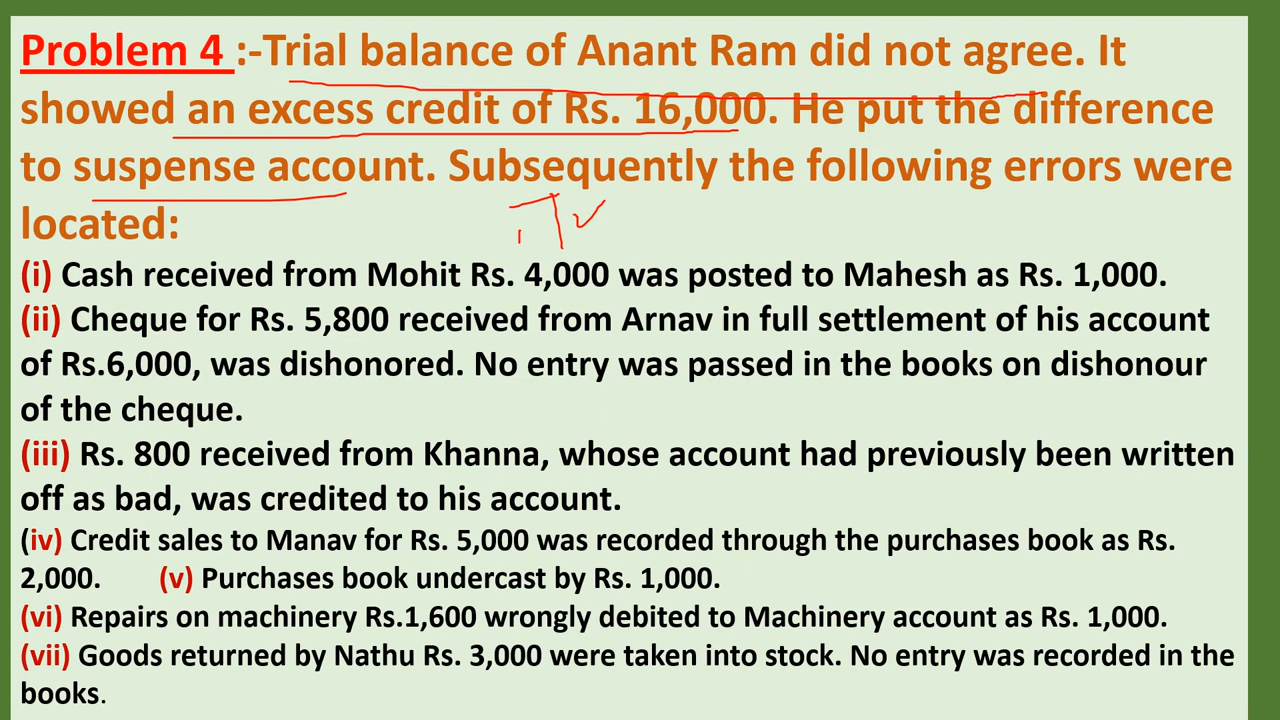 Problem 4 :-Trial balance of Anant Ram did not agree. It
showed an excess credit of Rs. 16,000. He put the difference
to suspense account. Subsequently the following errors were
located:
(i) Cash received from Mohit Rs. 4,000 was posted to Mahesh as Rs. 1,000.
(ii) Cheque for Rs. 5,800 received from Arnav in full settlement of his account
of Rs.6,000, was dishonored. No entry was passed in the books on dishonour
of the cheque.
(iii) Rs. 800 received from Khanna, whose account had previously been written
off as bad, was credited to his account.
(iv) Credit sales to Manav for Rs. 5,000 was recorded through the purchases book as Rs.
2,000. (v) Purchases book undercast by Rs. 1,000.
(vi) Repairs on machinery Rs.1,600 wrongly debited to Machinery account as Rs. 1,000.
(vii) Goods returned by Nathu Rs. 3,000 were taken into stock. No entry was recorded in the
books.